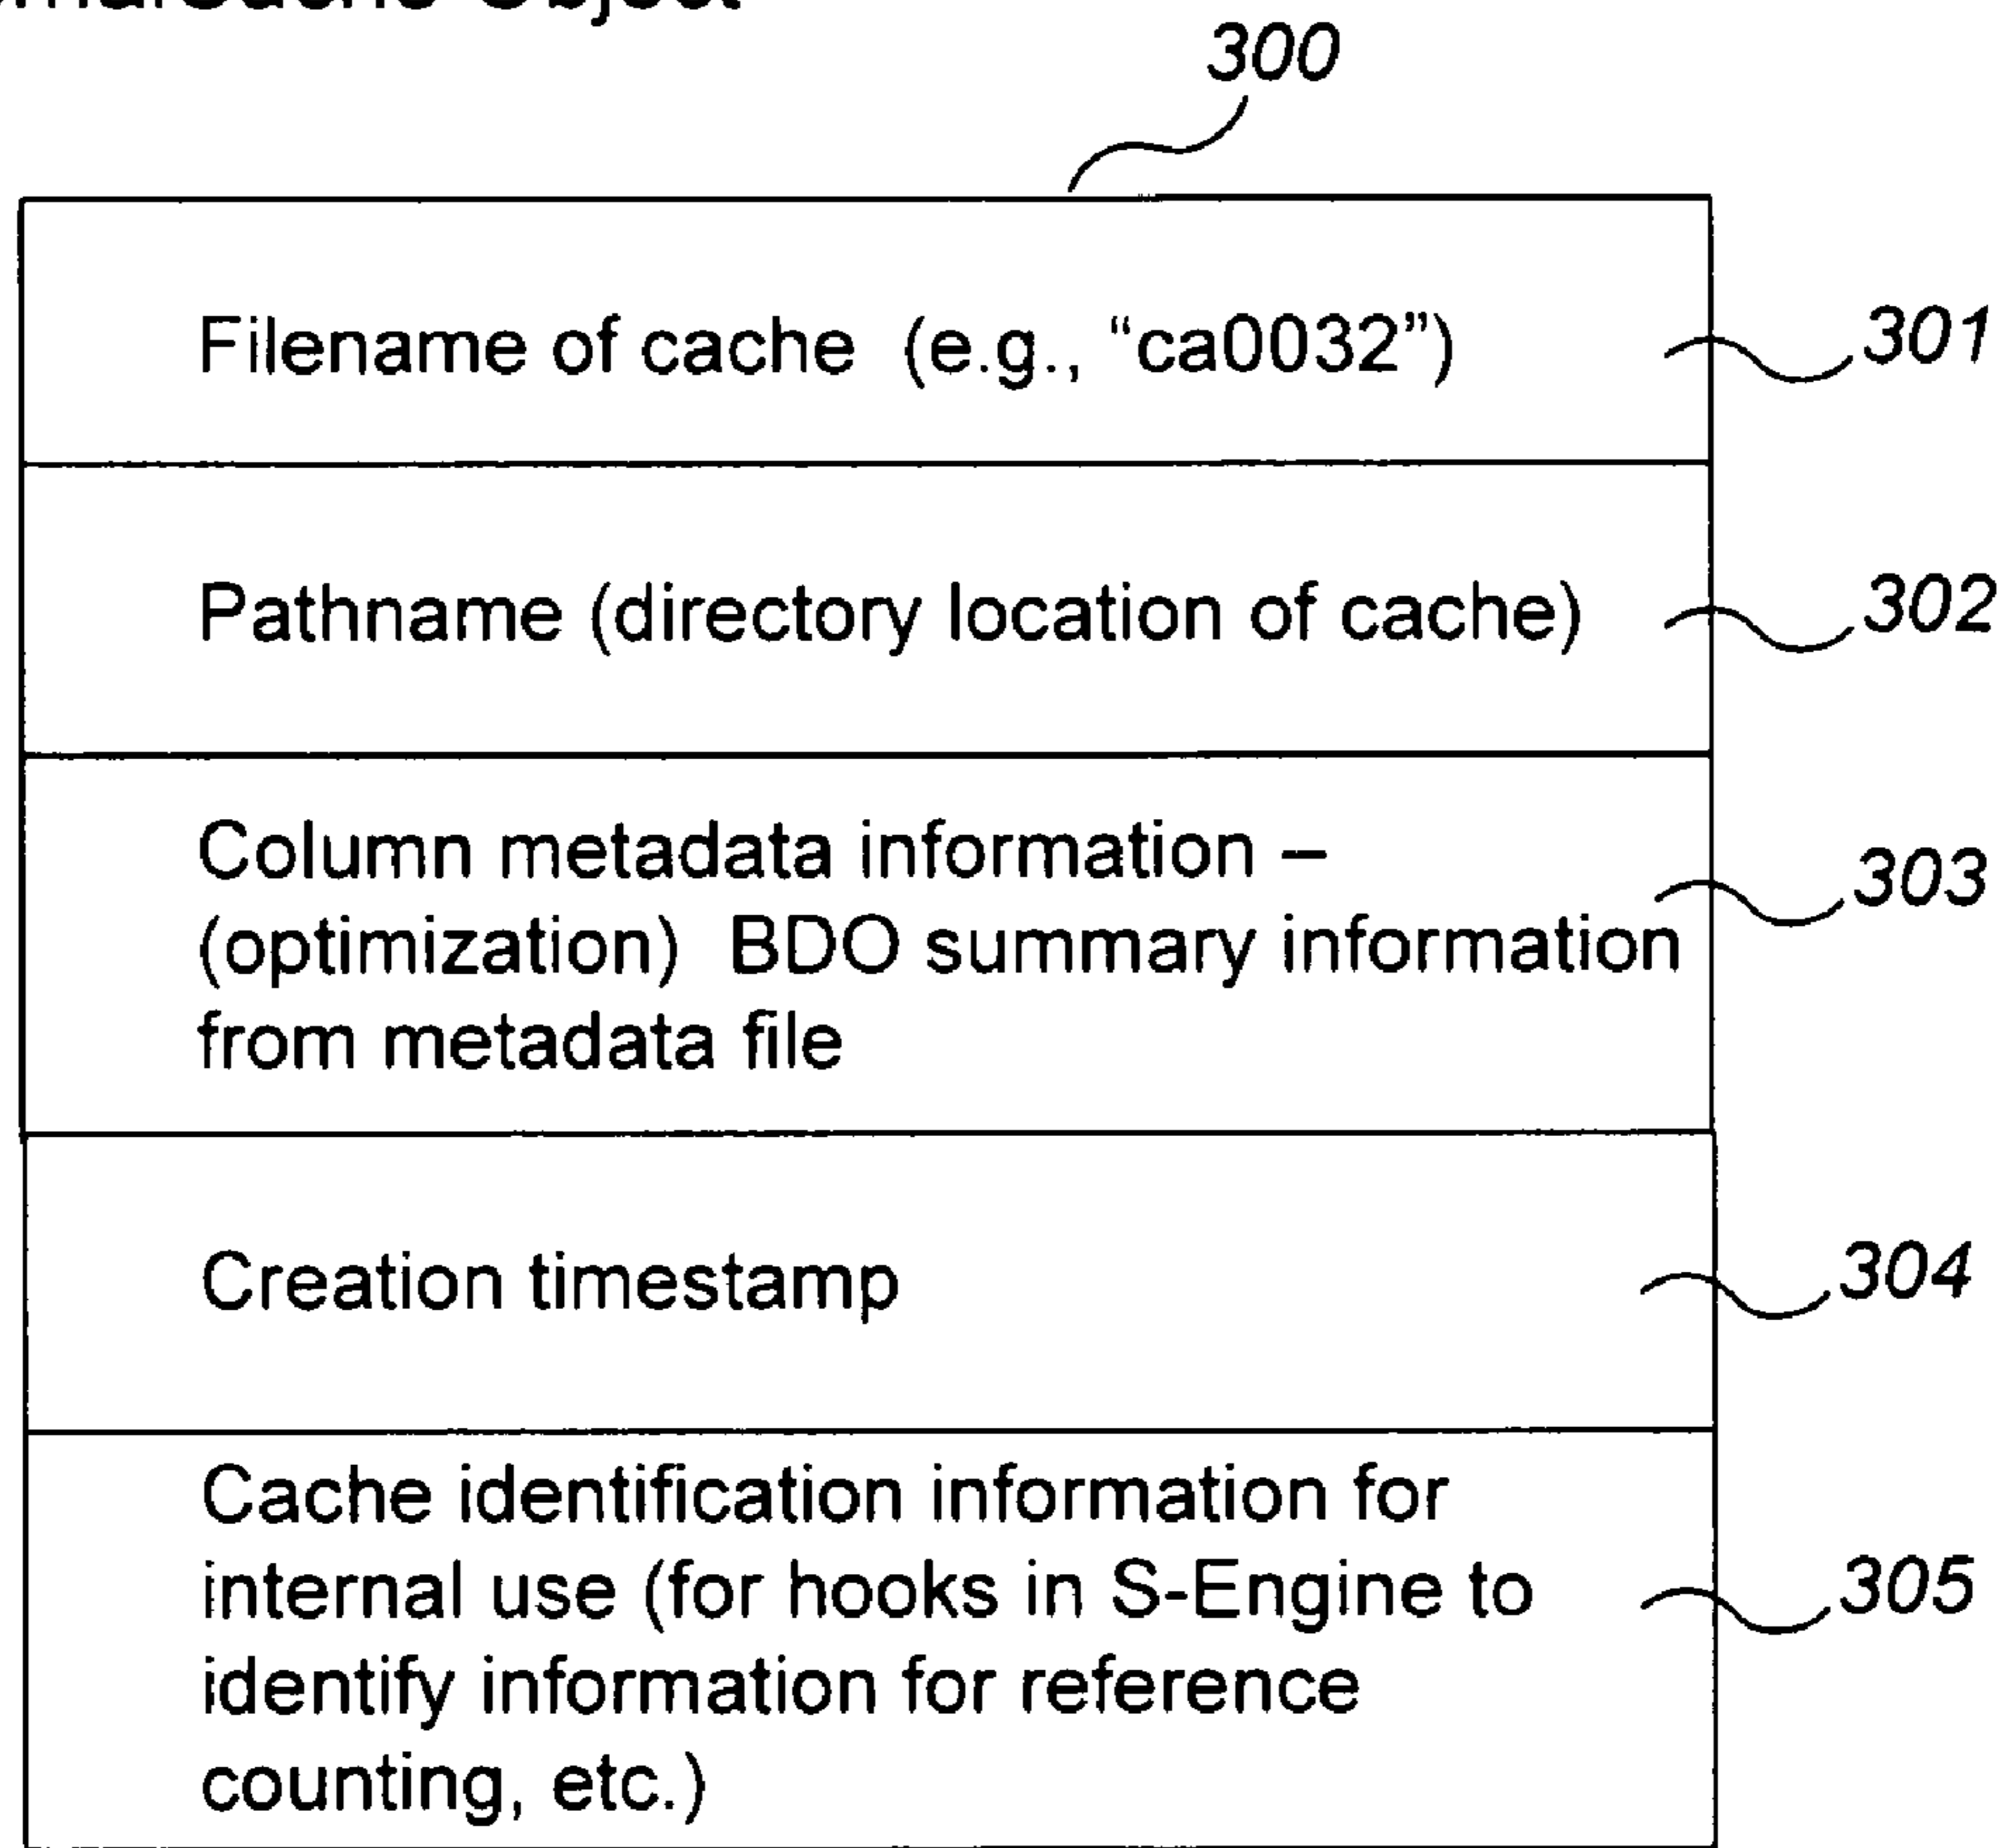 Object
300
Filename of cache (e.g., “ca0032”)
301
Pathname (directory location of cache)
302
Column metadata information –
(optimization) BDO summary information
from metadata file
303
Creation timestamp
304
Cache identification information for
internal use (for hooks in S-Engine to
identify information for reference
counting, etc.)
305